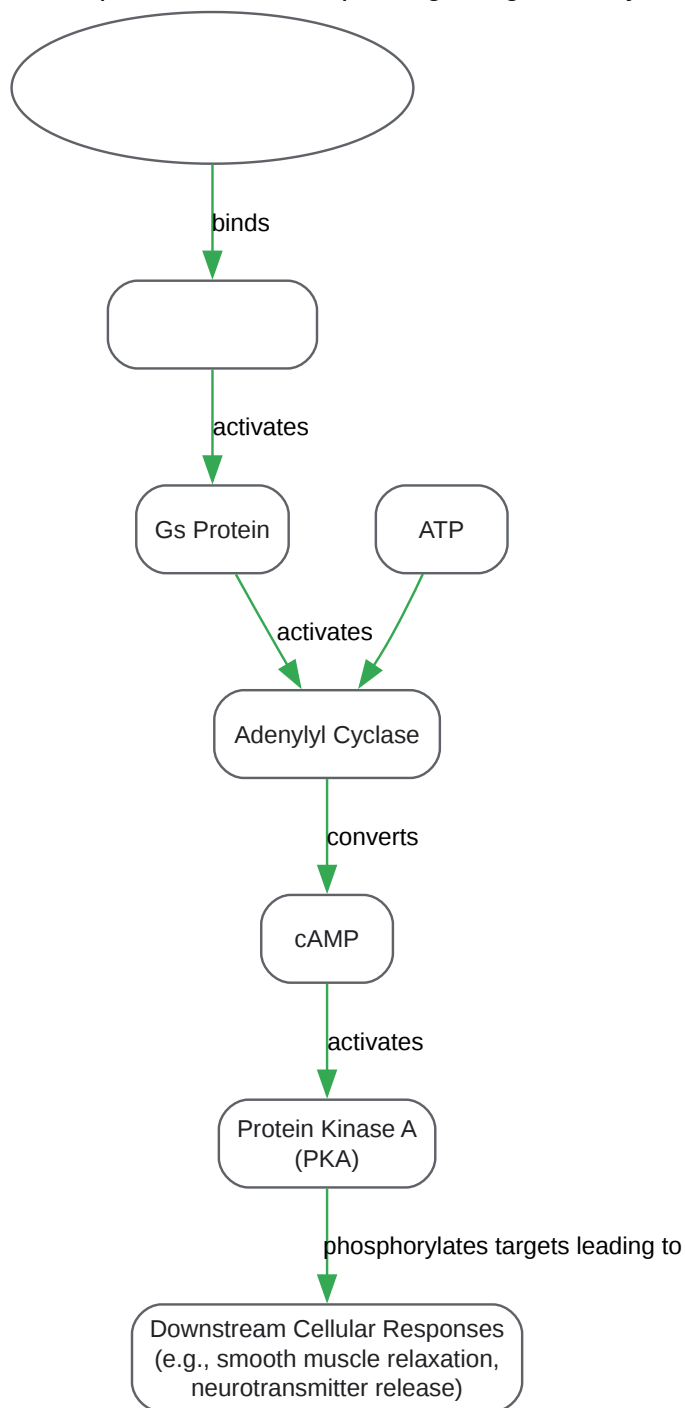 binds
activates
Gs Protein
ATP
activates
Adenylyl Cyclase
converts
cAMP
activates
Protein Kinase A
(PKA)
phosphorylates targets leading to
Downstream Cellular Responses
(e.g., smooth muscle relaxation,
neurotransmitter release)